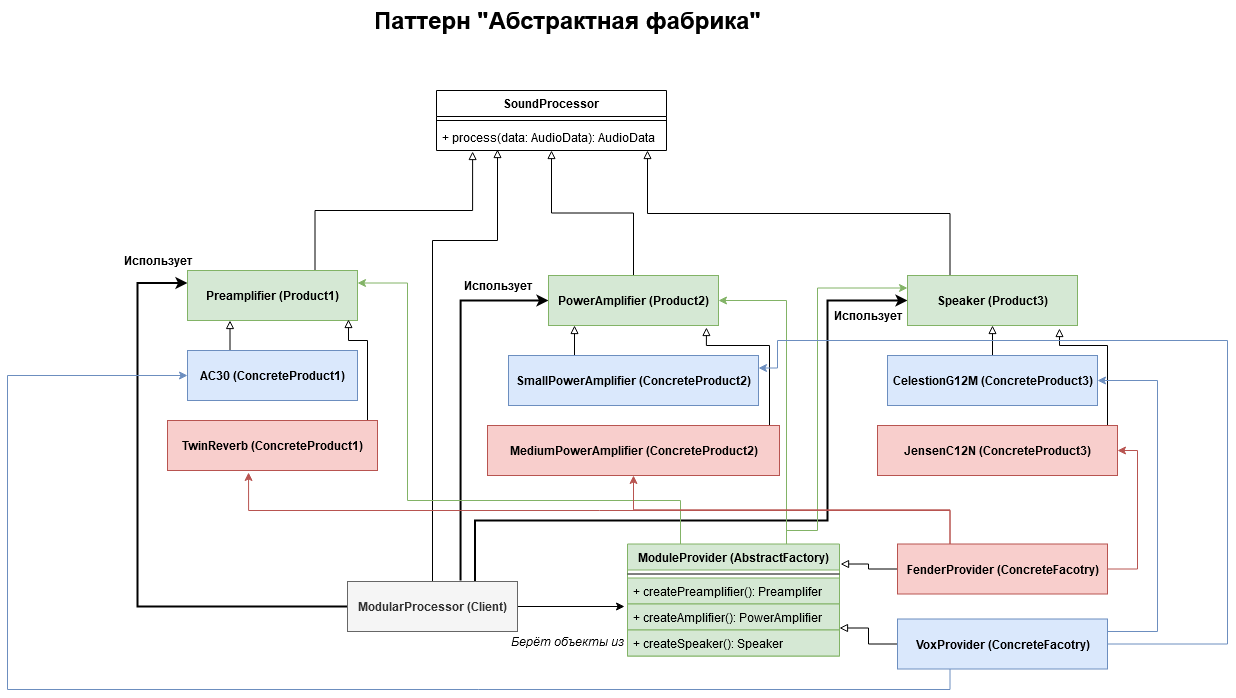 Паттерн "Абстрактная фабрика"
SoundProcessor
+ process(data: AudioData): AudioData
Использует
Preamplifier (Product1)
Использует
PowerAmplifier (Product2)
Speaker (Product3)
Использует
AC30 (ConcreteProduct1)
SmallPowerAmplifier (ConcreteProduct2)
CelestionG12M (ConcreteProduct3)
TwinReverb (ConcreteProduct1)
MediumPowerAmplifier (ConcreteProduct2)
JensenC12N (ConcreteProduct3)
ModuleProvider (AbstractFactory)
FenderProvider (ConcreteFacotry)
+ createPreamplifier(): Preamplifer
ModularProcessor (Client)
+ createAmplifier(): PowerAmplifier
Берёт объекты из
+ createSpeaker(): Speaker
VoxProvider (ConcreteFacotry)